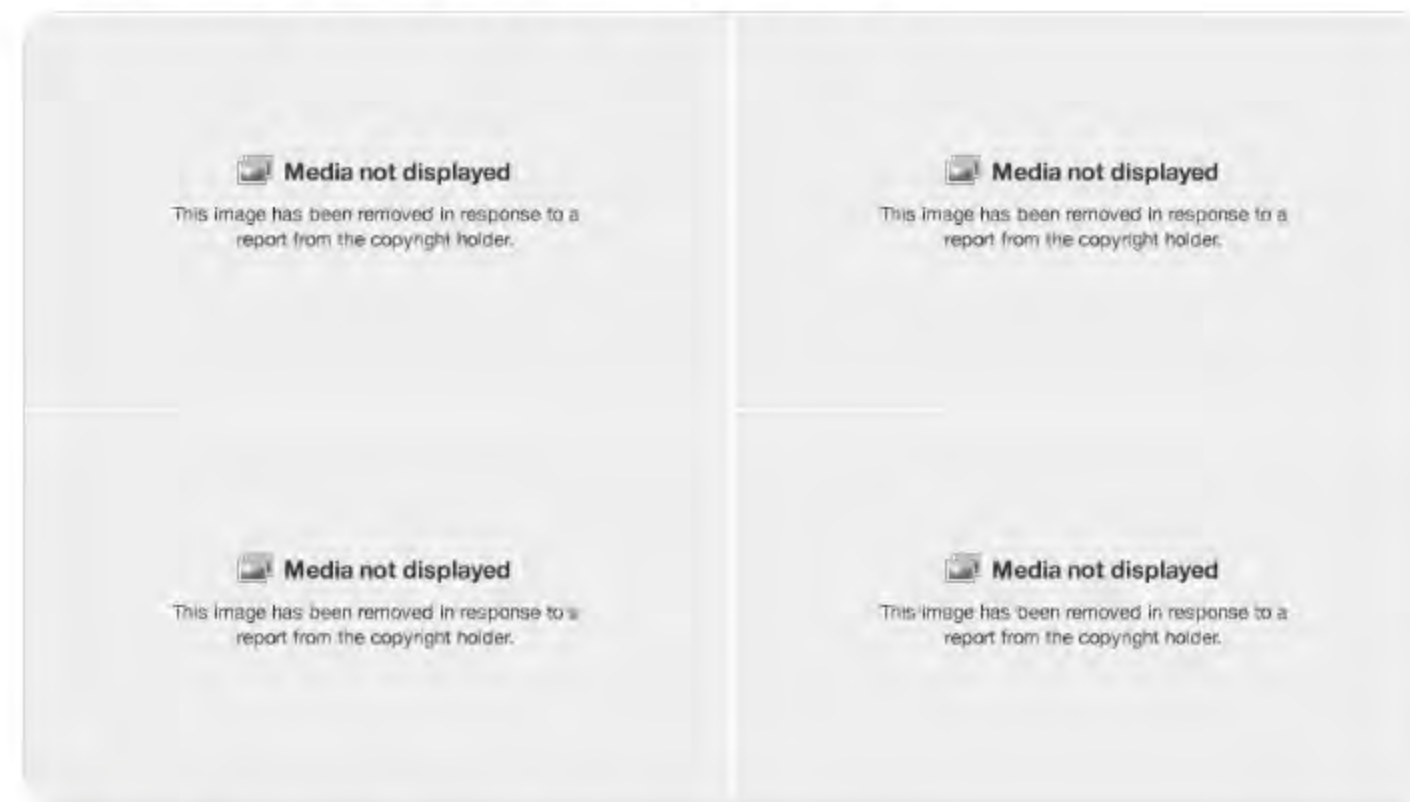 Media not displayed
This image has been removed in response to a
report from the copyright holder.
Media not displayed
This image has been removed in response to a
report from the copyright holder.
Media not displayed
This image has been removed in response to a
report from the copyright holder.
Media not displayed
This image has been removed in response to a
report from the copyright holder.